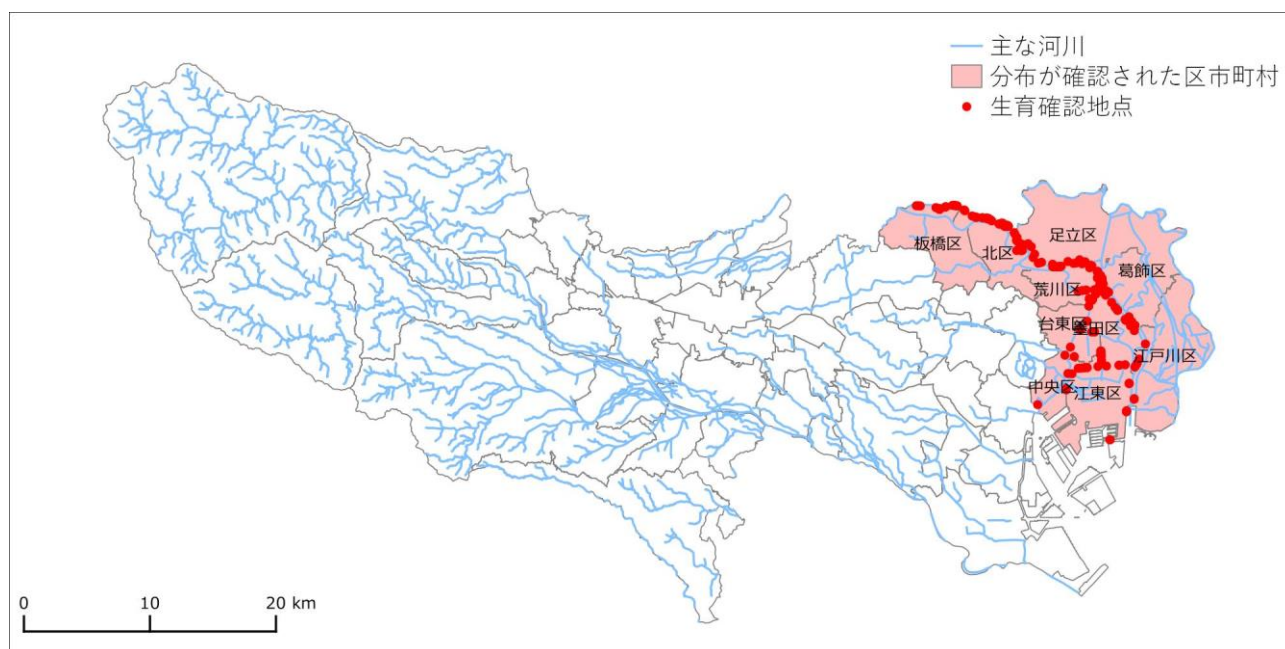 主な河川
分布が確認された区市町村
生育確認地点
足立区
板橋区
北区
葛飾区
荒川区
台東区
墨田区
江戸川区
中央区
江東区
0 10 20 km